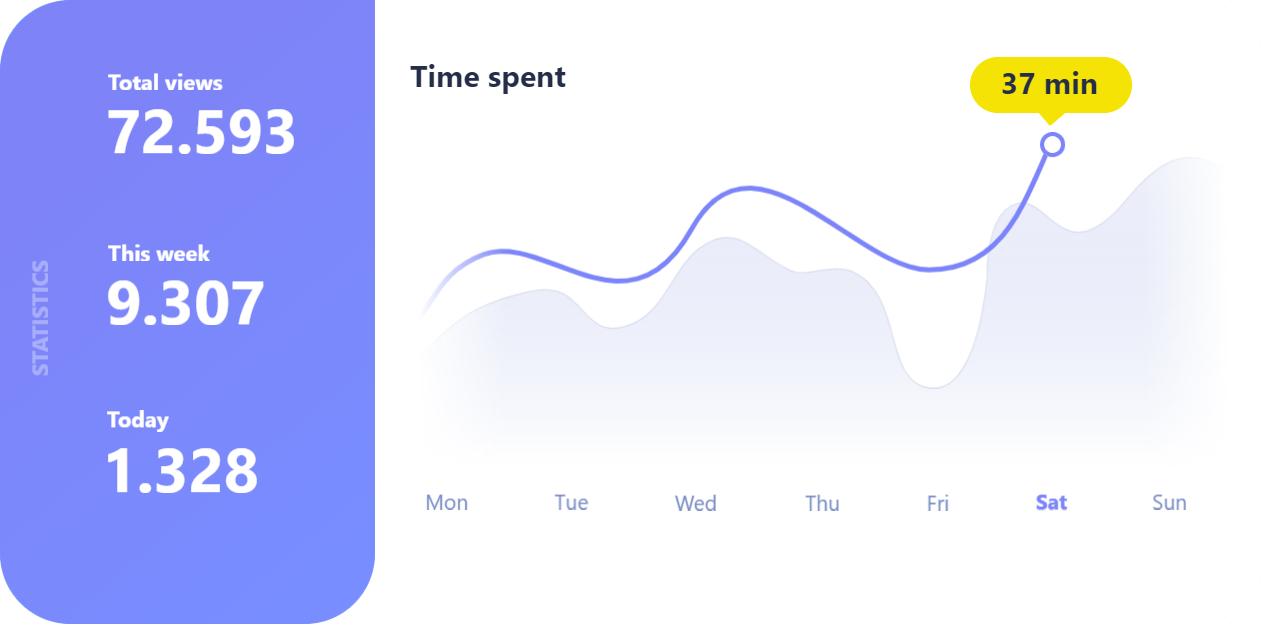 STATISTICS
Total views
72.593
This week
9.307
Today
1.328
Time spent
37 min
Mon Tue Wed Thu Fri Sat Sun